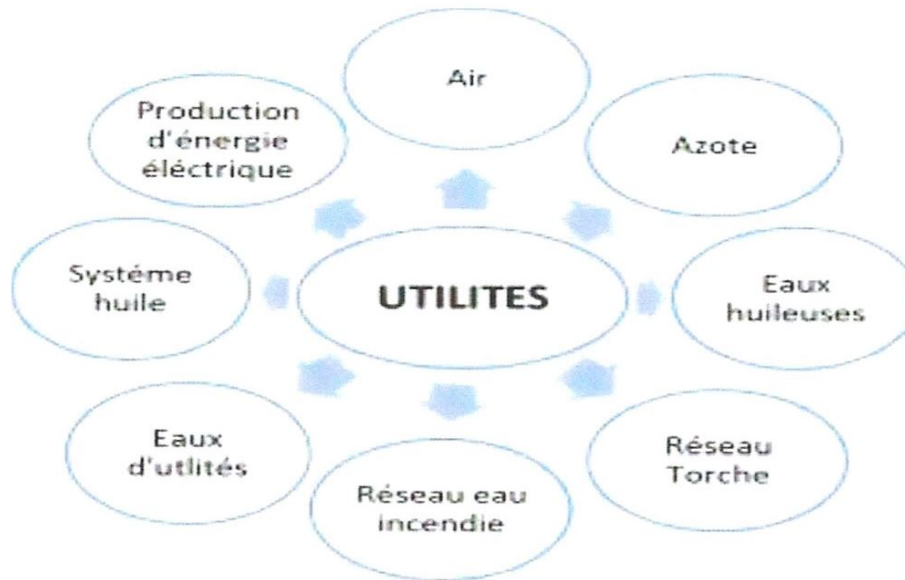 Air
Production
d'énergie
éléctrique
Azote
Systéme
huile
UTILITES
Eaux
huileuses
Eaux
d'utlités
Réseau eau
incendie
Réseau
Torche